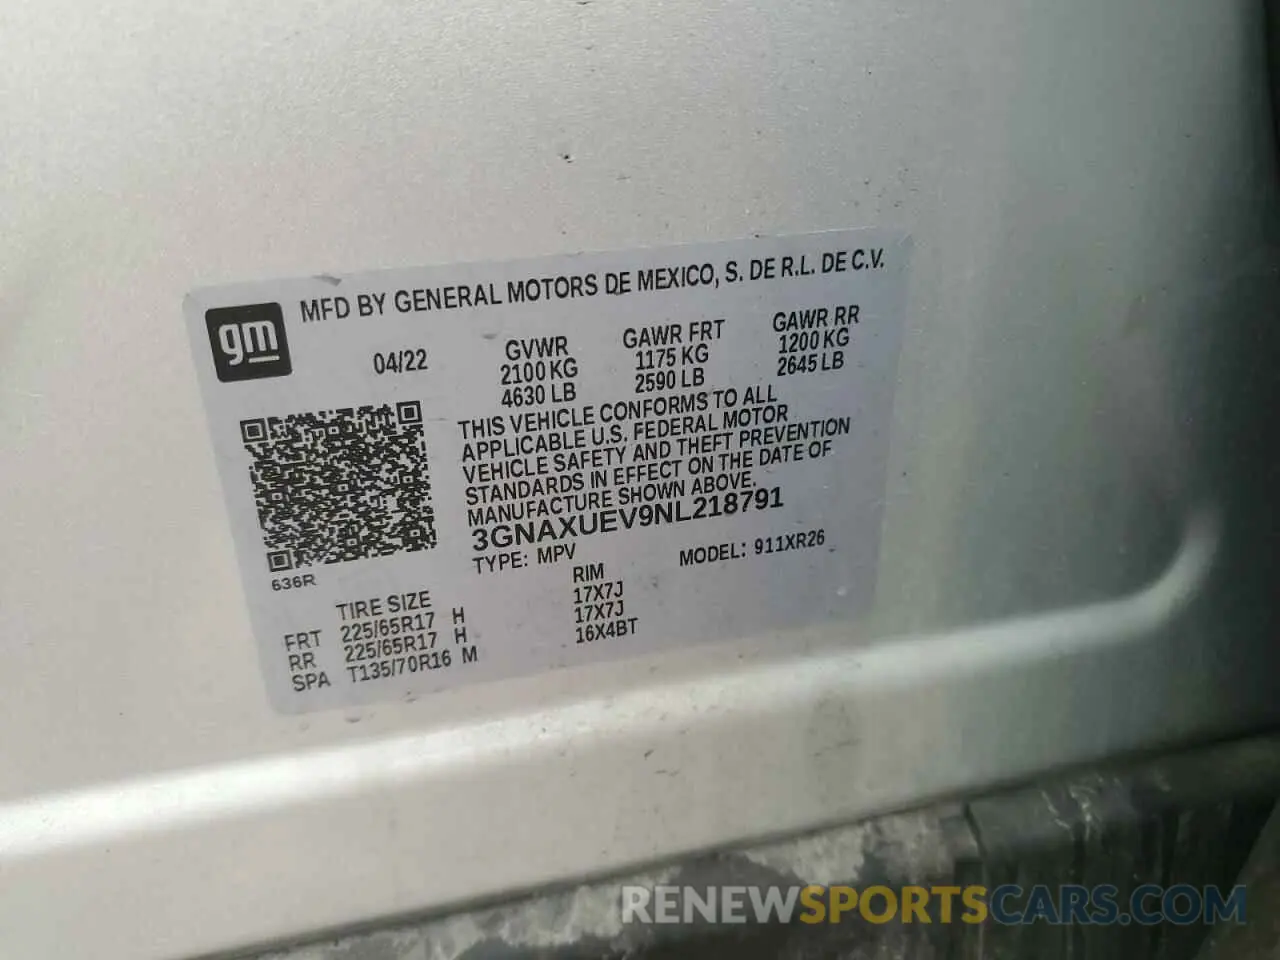 gm
MFD BY GENERAL MOTORS DE MEXICO, S. DE R.L. DE C.V.
04/22
GVWR
2100 KG
4630 LB
GAWR FRT
1175 KG
2590 LB
GAWR RR
1200 KG
2645 LB
THIS VEHICLE CONFORMS TO ALL
APPLICABLE U.S. FEDERAL MOTOR
VEHICLE SAFETY AND THEFT PREVENTION
STANDARDS IN EFFECT ON THE DATE OF
MANUFACTURE SHOWN ABOVE.
3GNAXUEV9NL218791
TYPE: MPV MODEL: 911XR26
636R
TIRE SIZE RIM
FRT 225/65R17 H 17X7J
RR 225/65R17 H 17X7J
SPA T135/70R16 M 16X4BT
RENEWSPORTSCARS.COM